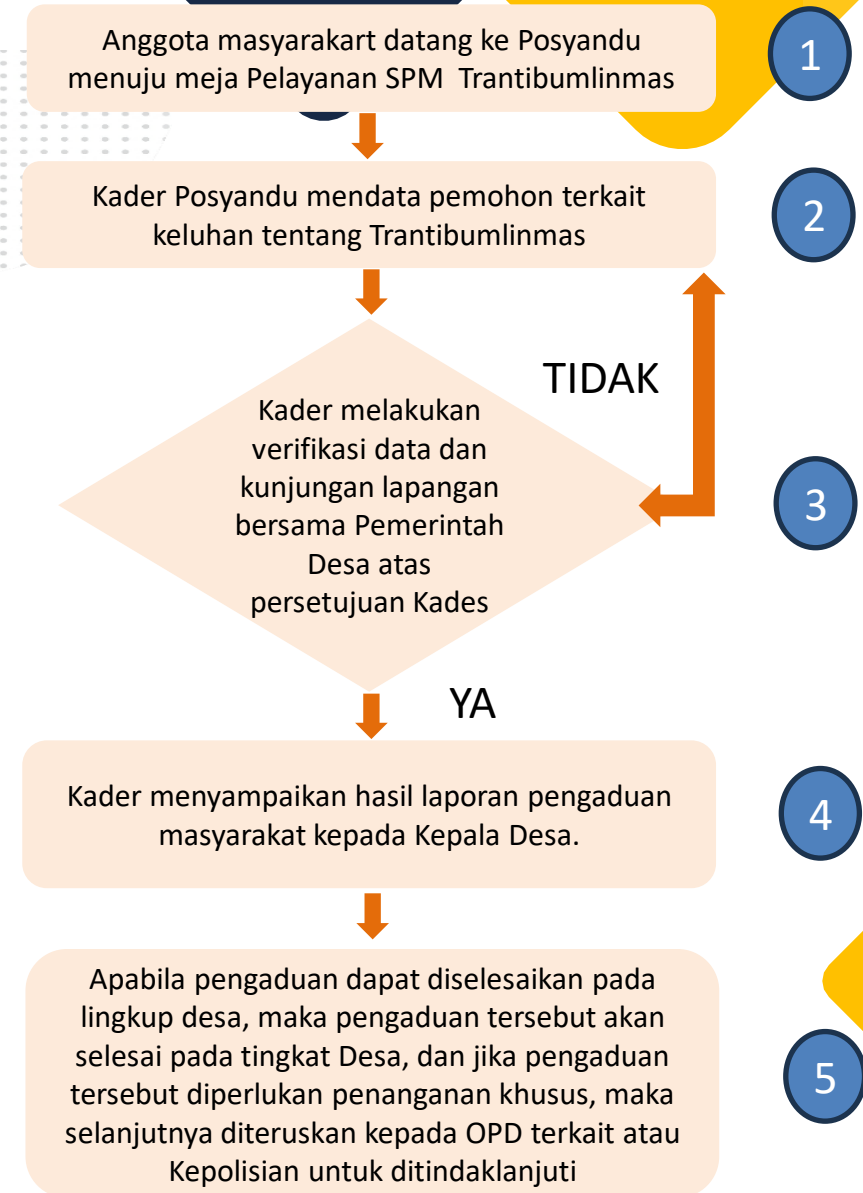 Anggota masyarakart datang ke Posyandu
menuju meja Pelayanan SPM Trantibumlinmas
1
Kader Posyandu mendata pemohon terkait
keluhan tentang Trantibumlinmas
2
TIDAK
Kader melakukan
verifikasi data dan
kunjungan lapangan
bersama Pemerintah
Desa atas
persetujuan Kades
3
YA
Kader menyampaikan hasil laporan pengaduan
masyarakat kepada Kepala Desa.
4
Apabila pengaduan dapat diselesaikan pada
lingkup desa, maka pengaduan tersebut akan
selesai pada tingkat Desa, dan jika pengaduan
tersebut diperlukan penanganan khusus, maka
selanjutnya diteruskan kepada OPD terkait atau
Kepolisian untuk ditindaklanjuti
5